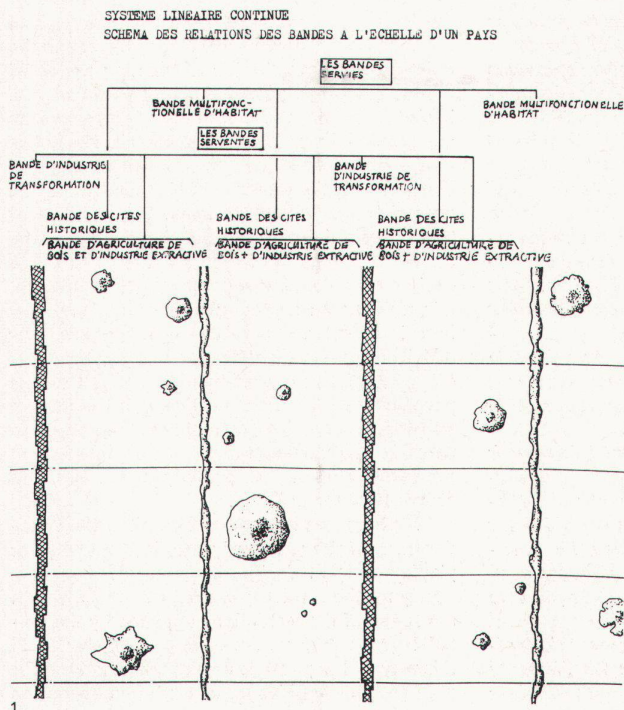 SYSTEME LINEAIRE CONTINUE
SCHEMA DES RELATIONS DES BANDES A L'ECHELLE D'UN PAYS
LES BANDES
SERVIES
BANDE MULTIFONC-
TIONELLE D'HABITAT
BANDE MULTIFONCTIONELLE
D'HABITAT
LES BANDES
SERVENTES
BANDE D'INDUSTRIE
DE
TRANSFORMATION
BANDE
D'INDUSTRIE DE
TRANSFORMATION
BANDE DES CITES
HISTORIQUES
BANDE D'AGRICULTURE DE
BOIS ET D'INDUSTRIE EXTRACTIVE
BANDE DES CITES
HISTORIQUES
BANDE D'AGRICULTURE DE
BOIS + D'INDUSTRIE EXTRACTIVE
BANDE DES CITES
HISTORIQUES
BANDE D'AGRICULTURE DE
BOIS + D'INDUSTRIE EXTRACTIVE
1